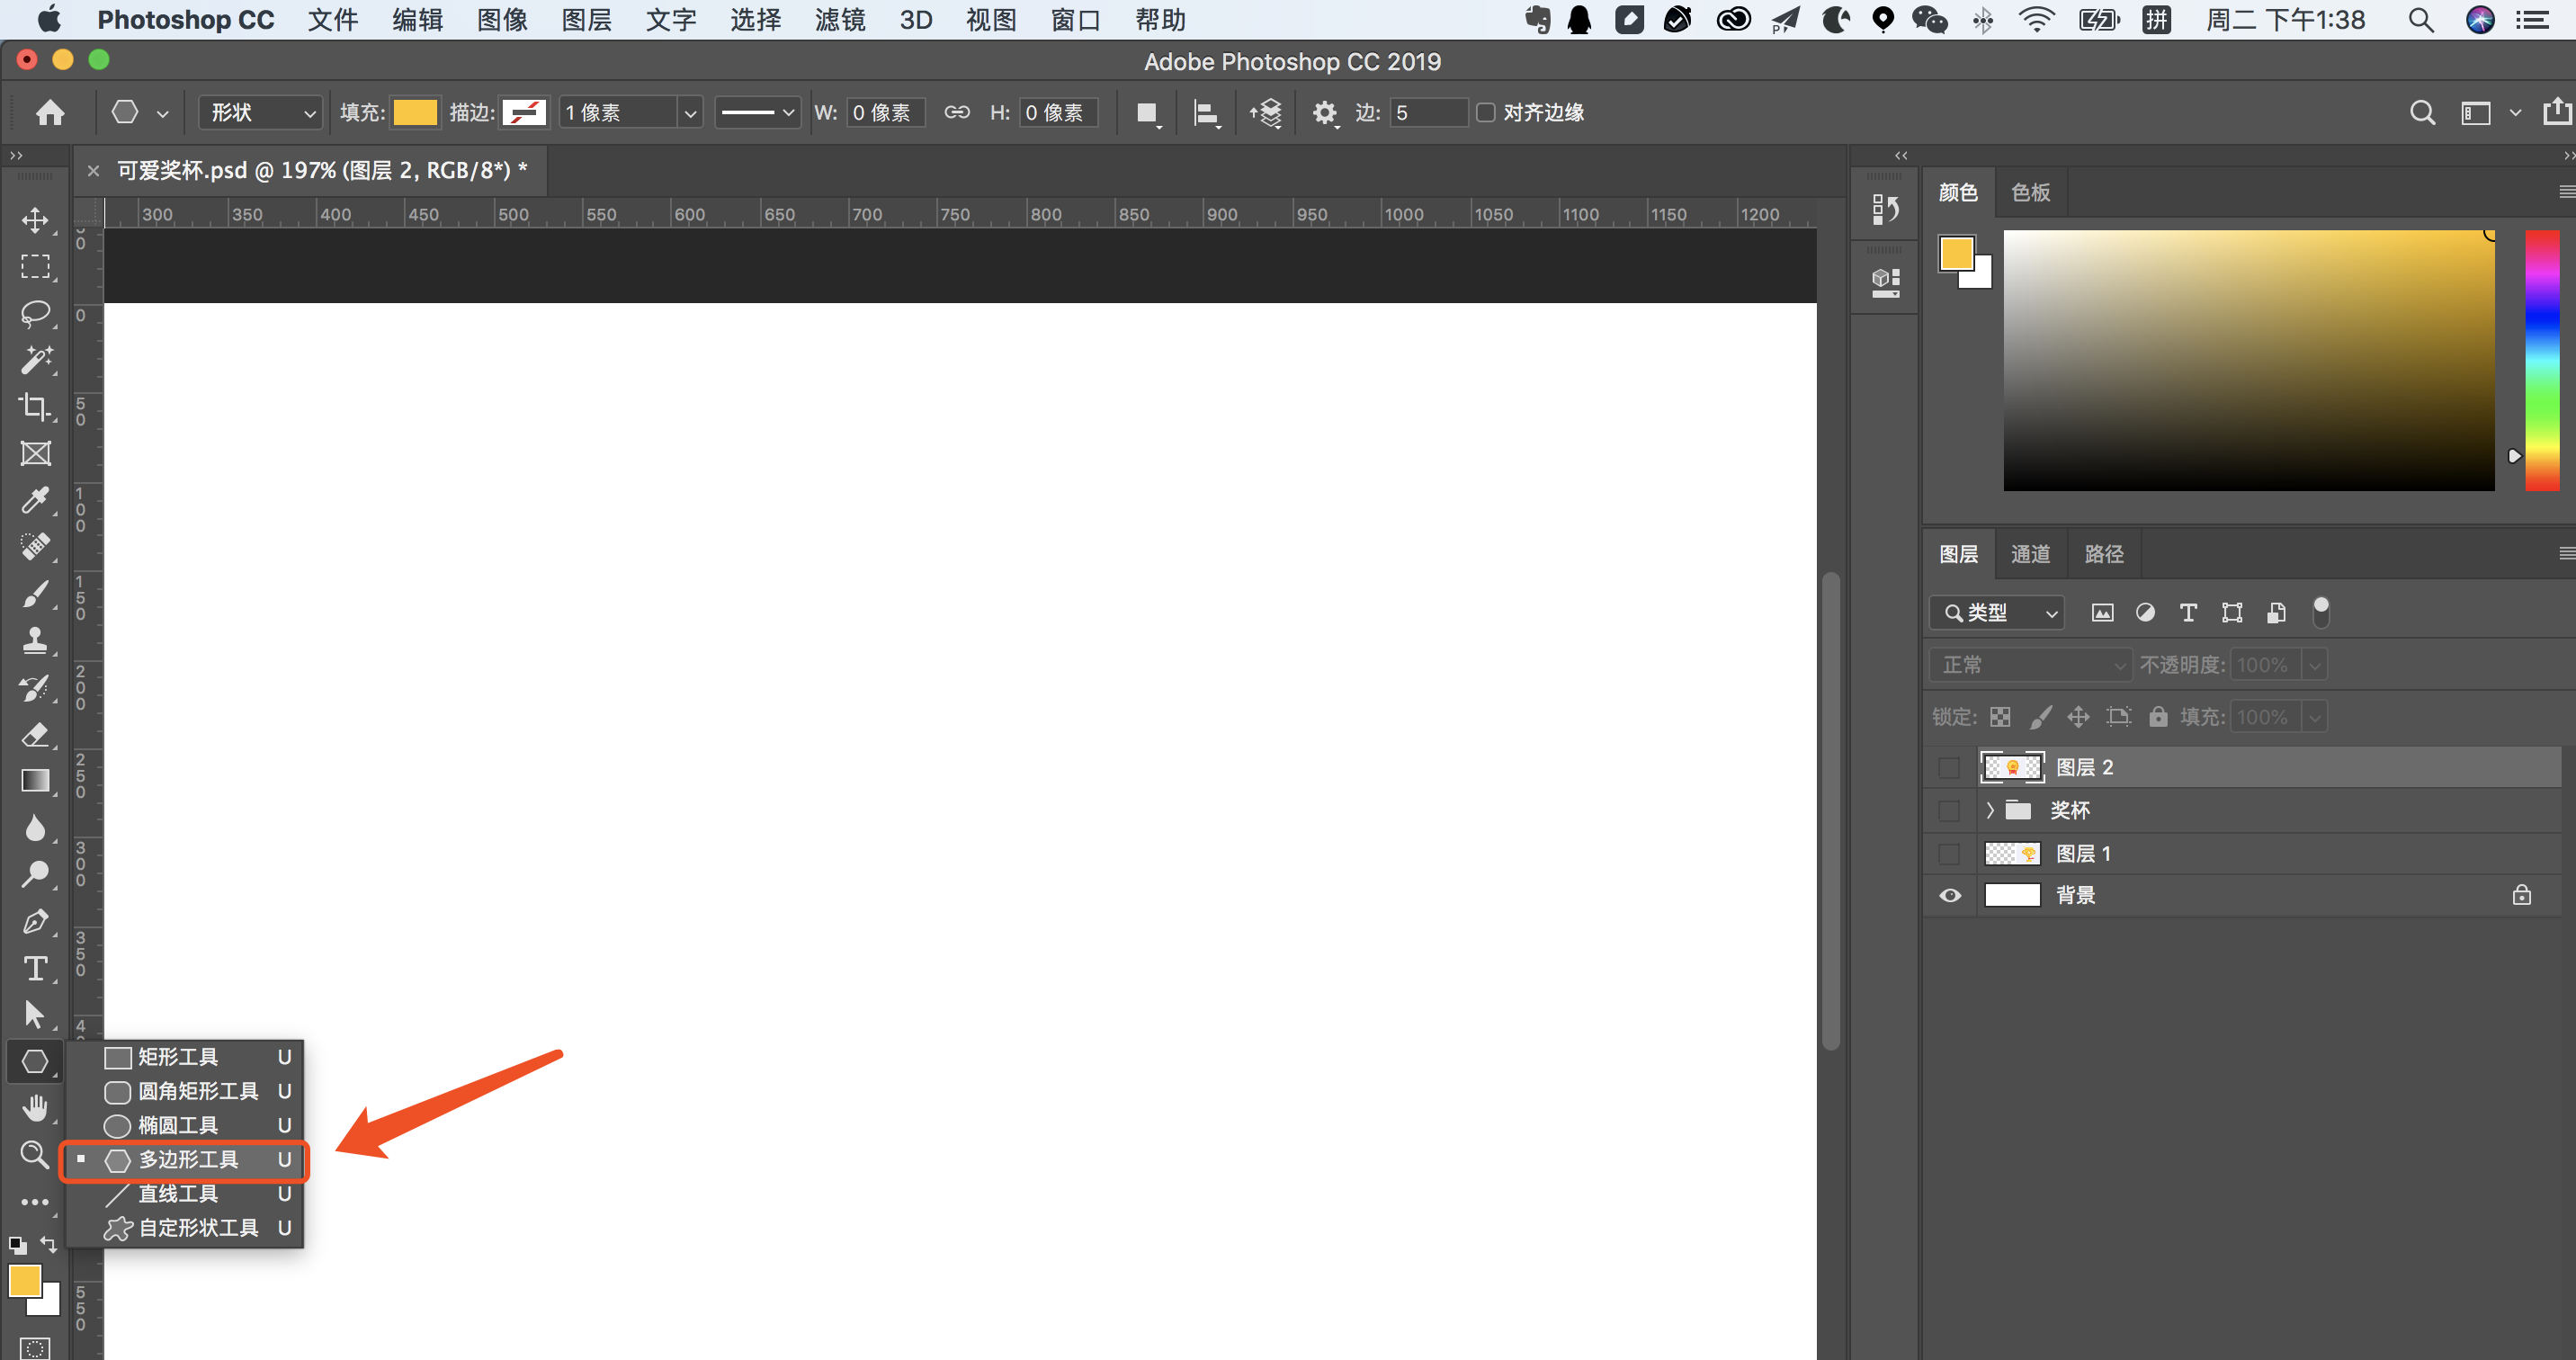 Photoshop CC 文件 编辑 图像 图层 文字 选择 滤镜 3D 视图 窗口 帮助 拼 周二 下午1:38
Adobe Photoshop CC 2019
形状 填充: 描边: 1 像素 W: 0 像素 H: 0 像素 边: 5 对齐边缘
× 可爱奖杯.psd @ 197% (图层 2, RGB/8*) *
300 350 400 450 500 550 600 650 700 750 800 850 900 950 1000 1050 1100 1150 1200
0
0
50
100
150
200
250
300
350
4
550
颜色 色板
图层 通道 路径
类型
正常 不透明度: 100%
锁定: 填充: 100%
图层 2
奖杯
图层 1
背景
矩形工具 U
圆角矩形工具 U
椭圆工具 U
多边形工具 U
直线工具 U
自定形状工具 U